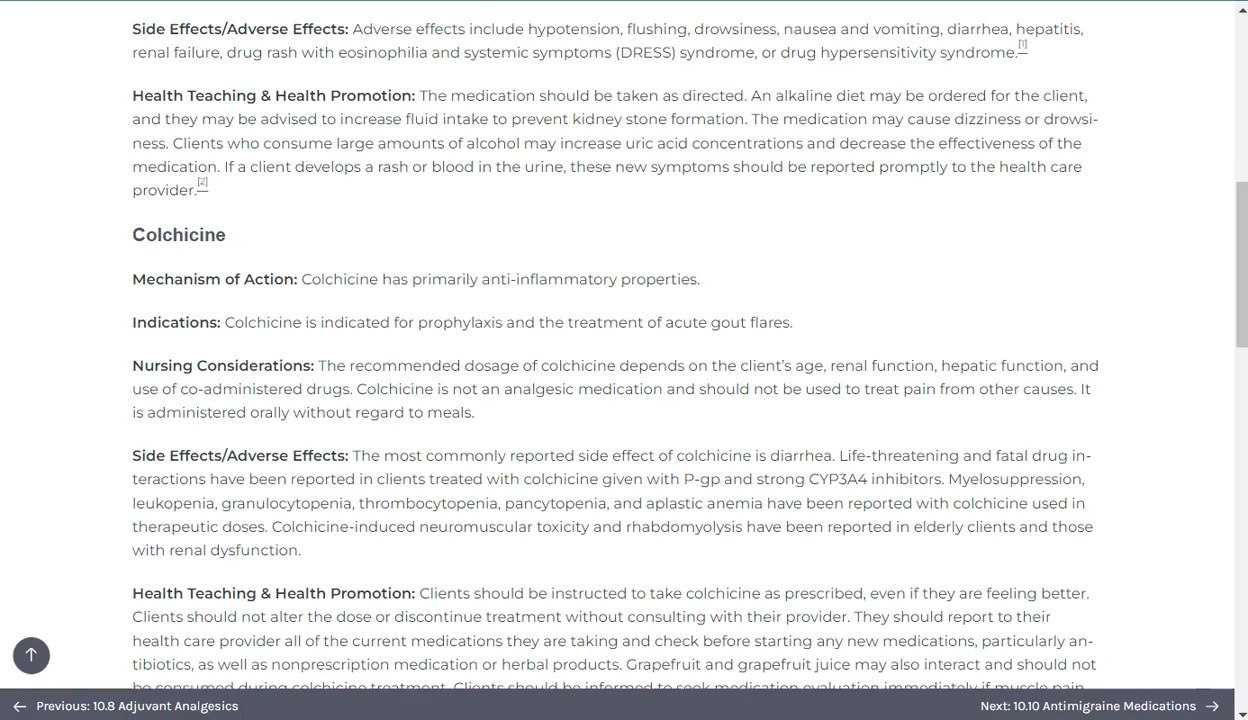 Side Effects/Adverse Effects: Adverse effects include hypotension, flushing, drowsiness, nausea and vomiting, diarrhea, hepatitis,
renal failure, drug rash with eosinophilia and systemic symptoms (DRESS) syndrome, or drug hypersensitivity syndrome.[1]
Health Teaching & Health Promotion: The medication should be taken as directed. An alkaline diet may be ordered for the client,
and they may be advised to increase fluid intake to prevent kidney stone formation. The medication may cause dizziness or drowsi-
ness. Clients who consume large amounts of alcohol may increase uric acid concentrations and decrease the effectiveness of the
medication. If a client develops a rash or blood in the urine, these new symptoms should be reported promptly to the health care
provider.[2]
Colchicine
Mechanism of Action: Colchicine has primarily anti-inflammatory properties.
Indications: Colchicine is indicated for prophylaxis and the treatment of acute gout flares.
Nursing Considerations: The recommended dosage of colchicine depends on the client's age, renal function, hepatic function, and
use of co-administered drugs. Colchicine is not an analgesic medication and should not be used to treat pain from other causes. It
is administered orally without regard to meals.
Side Effects/Adverse Effects: The most commonly reported side effect of colchicine is diarrhea. Life-threatening and fatal drug in-
teractions have been reported in clients treated with colchicine given with P-gp and strong CYP3A4 inhibitors. Myelosuppression,
leukopenia, granulocytopenia, thrombocytopenia, pancytopenia, and aplastic anemia have been reported with colchicine used in
therapeutic doses. Colchicine-induced neuromuscular toxicity and rhabdomyolysis have been reported in elderly clients and those
with renal dysfunction.
Health Teaching & Health Promotion: Clients should be instructed to take colchicine as prescribed, even if they are feeling better.
Clients should not alter the dose or discontinue treatment without consulting with their provider. They should report to their
health care provider all of the current medications they are taking and check before starting any new medications, particularly an-
tibiotics, as well as nonprescription medication or herbal products. Grapefruit and grapefruit juice may also interact and should not
be consumed during colchicine treatment. Clients should be informed to seek medication evaluation immediately if muscle pain
← Previous: 10.8 Adjuvant Analgesics
Next: 10.10 Antimigraine Medications →